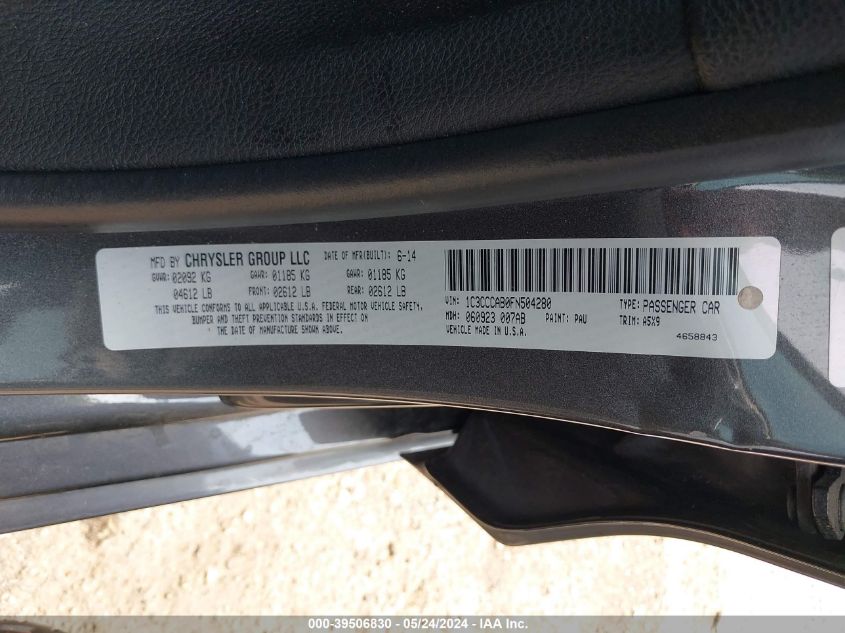 MFD BY CHRYSLER GROUP LLC DATE OF MFR(BUILT): 6-14
GVWR: 02092 KG GAWR: 01185 KG GAWR: 01185 KG
04612 LB FRONT: 02612 LB REAR: 02612 LB
THIS VEHICLE CONFORMS TO ALL APPLICABLE U.S.A. FEDERAL MOTOR VEHICLE SAFETY,
BUMPER AND THEFT PREVENTION STANDARDS IN EFFECT ON
THE DATE OF MANUFACTURE SHOWN ABOVE.
VIN: 1C3CCCAB0FN504280 TYPE: PASSENGER CAR
MDH: 060923 007AB PAINT: PAU TRIM: A5X9
VEHICLE MADE IN U.S.A. 4658843
000-39506830 - 05/24/2024 - IAA Inc.